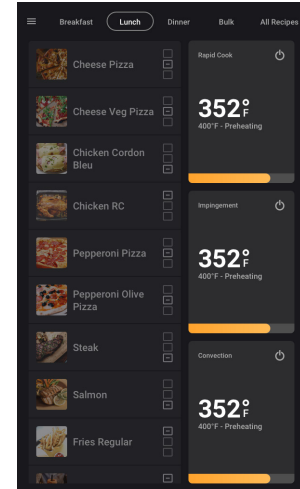 Breakfast Lunch Dinner Bulk All Recipes
Cheese Pizza
Cheese Veg Pizza
Chicken Cordon
Bleu
Chicken RC
Pepperoni Pizza
Pepperoni Olive
Pizza
Steak
Salmon
Fries Regular
Rapid Cook
352°F
400°F - Preheating
Impingement
352°F
400°F - Preheating
Convection
352°F
400°F - Preheating